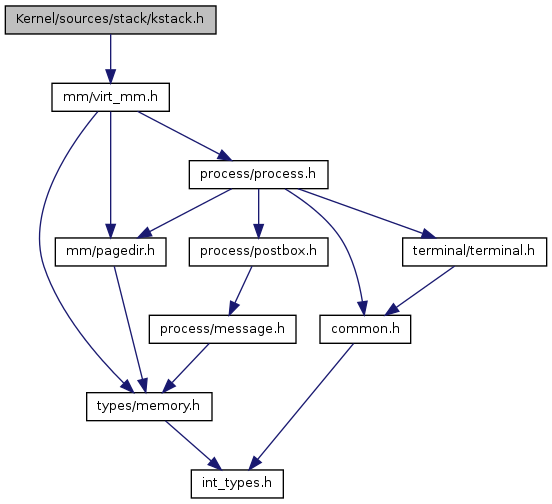 Kernel/sources/stack/kstack.h
mm/virt_mm.h
process/process.h
mm/pagedir.h
process/postbox.h
terminal/terminal.h
process/message.h
common.h
types/memory.h
int_types.h